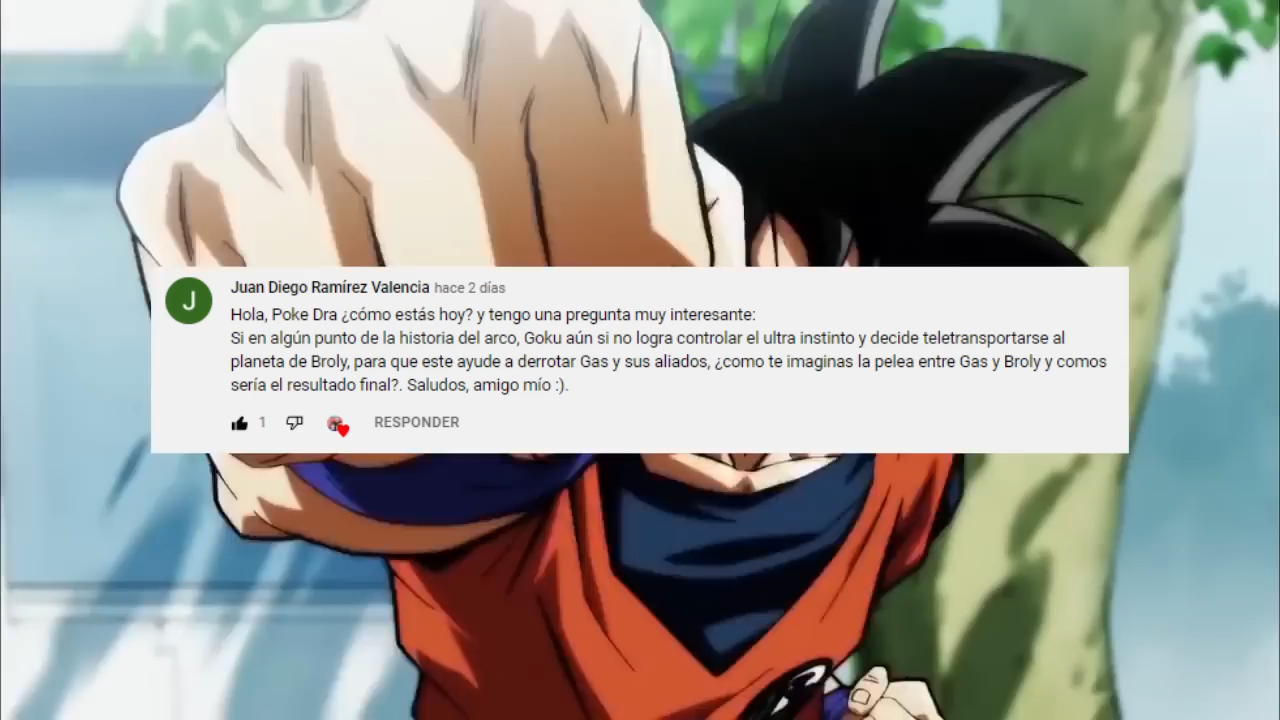 J
Juan Diego Ramírez Valencia hace 2 días
Hola, Poke Dra ¿cómo estás hoy? y tengo una pregunta muy interesante:
Si en algún punto de la historia del arco, Goku aún si no logra controlar el ultra instinto y decide teletransportarse al
planeta de Broly, para que este ayude a derrotar Gas y sus aliados, ¿como te imaginas la pelea entre Gas y Broly y comos
sería el resultado final?. Saludos, amigo mío :).
1 RESPONDER